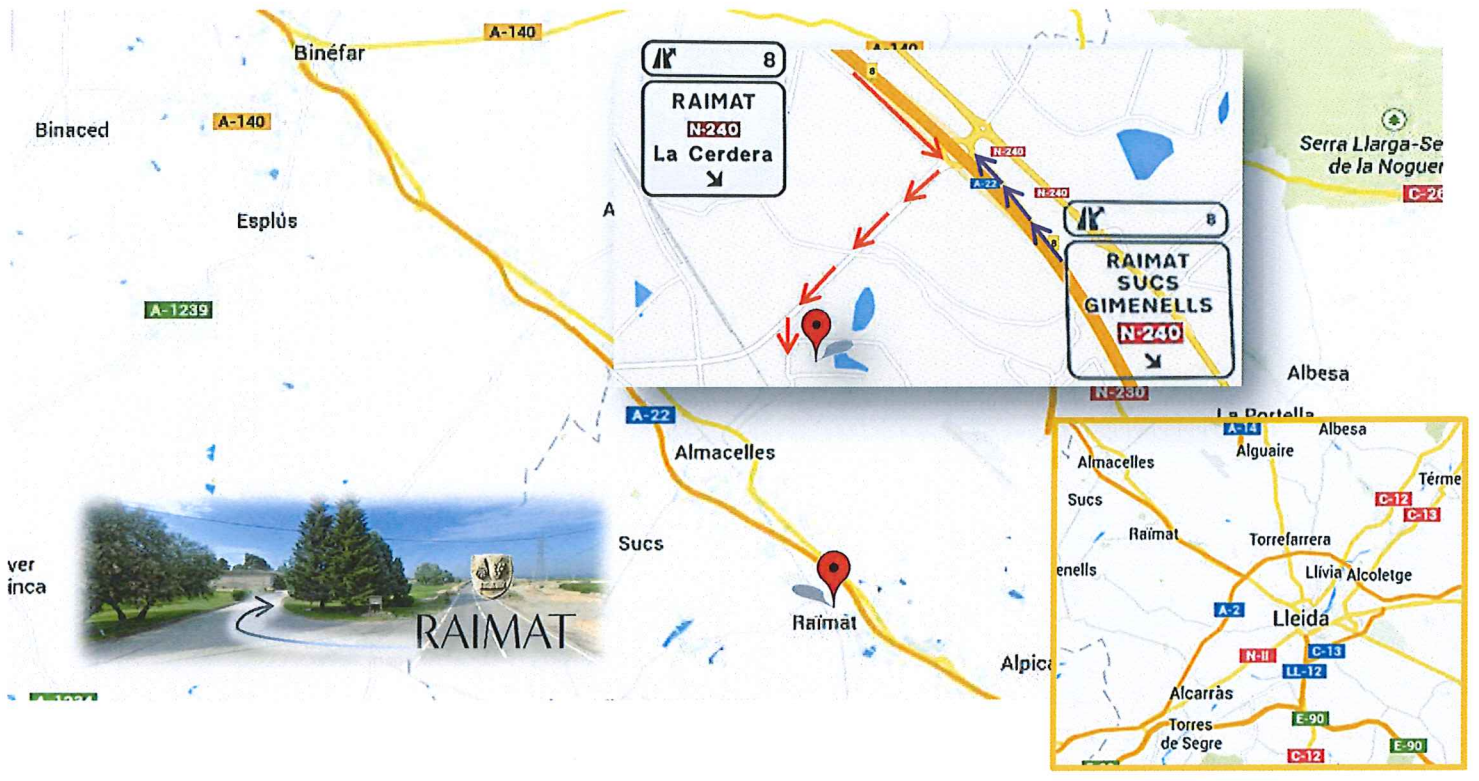 A-140
Binéfar
A-140
Binaced
A-140
Esplús
A-1239
8
RAIMAT
N-240
La Cerdera
8
N-240
A-22
N-240
8
8
RAIMAT
SUCS
GIMENELLS
N-240
Serra Llarga-Se
de la Noguer
C-26
A
Albesa
N-230
La Portella
A-22
Almacelles
Sucs
Raïmat
Alpica
ver
inca
RAIMAT
A-14
Albesa
Almacelles
Alguaire
Térme
Sucs
C-12
C-13
Raïmat
Torrefarrera
enells
Llívia
Alcoletge
A-2
Lleida
N-II
C-13
LL-12
Alcarràs
E-90
Torres
de Segre
E-90
C-12